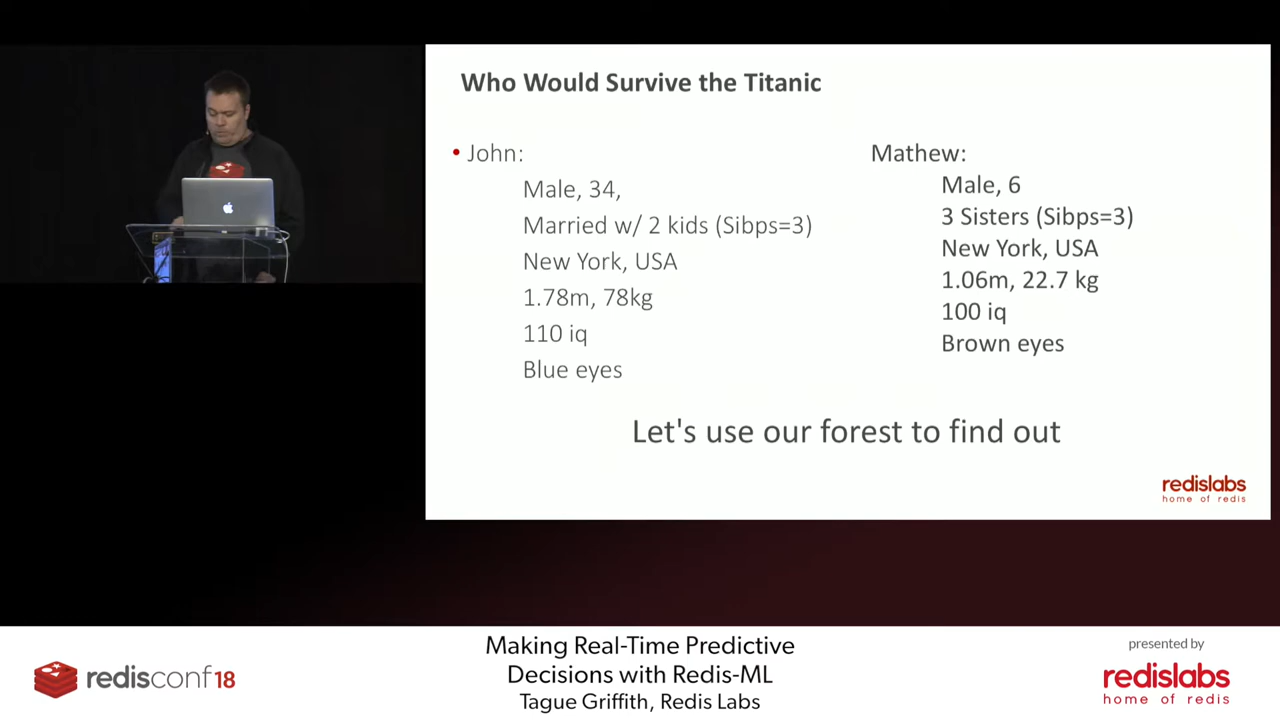 Who Would Survive the Titanic
• John:
Male, 34,
Married w/ 2 kids (Sibps=3)
New York, USA
1.78m, 78kg
110 iq
Blue eyes
Mathew:
Male, 6
3 Sisters (Sibps=3)
New York, USA
1.06m, 22.7 kg
100 iq
Brown eyes
Let's use our forest to find out
redislabs
home of redis
redisconf18
Making Real-Time Predictive
Decisions with Redis-ML
Tague Griffith, Redis Labs
presented by
redislabs
home of redis